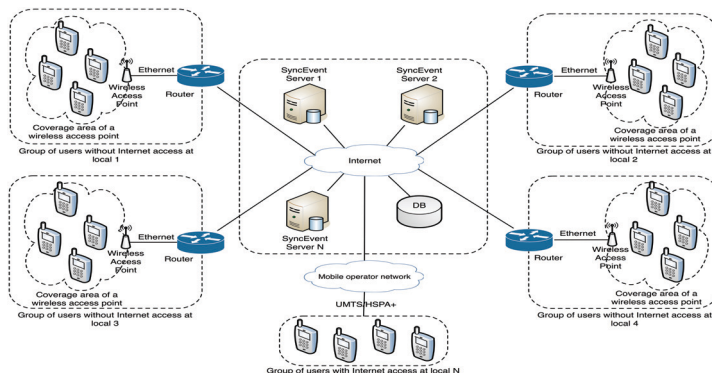 Ethernet
Wireless
Access
Point
Router
Coverage area of a
wireless access point
Group of users without Internet access at
local 1
SyncEvent
Server 1
SyncEvent
Server 2
Internet
SyncEvent
Server N
DB
Ethernet
Wireless
Access
Point
Router
Coverage area of a
wireless access point
Group of users without Internet access at
local 2
Ethernet
Wireless
Access
Point
Router
Coverage area of a
wireless access point
Group of users without Internet access at
local 3
Mobile operator network
UMTS/HSPA+
Group of users with Internet access at local N
Ethernet
Wireless
Access
Point
Router
Coverage area of a
wireless access point
Group of users without Internet access at
local 4